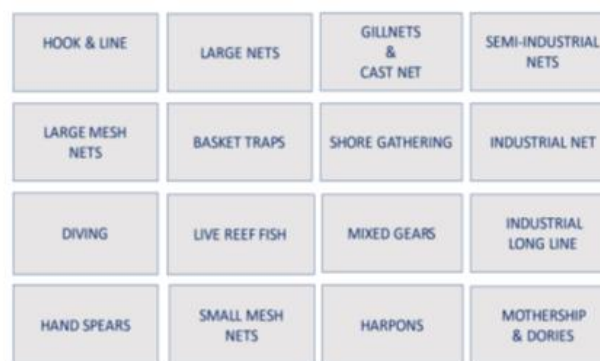 HOOK & LINE
LARGE NETS
GILLNETS
&
CAST NET
SEMI-INDUSTRIAL
NETS
LARGE MESH
NETS
BASKET TRAPS
SHORE GATHERING
INDUSTRIAL NET
DIVING
LIVE REEF FISH
MIXED GEARS
INDUSTRIAL
LONG LINE
HAND SPEARS
SMALL MESH
NETS
HARPONS
MOTHERSHIP
& DORIES